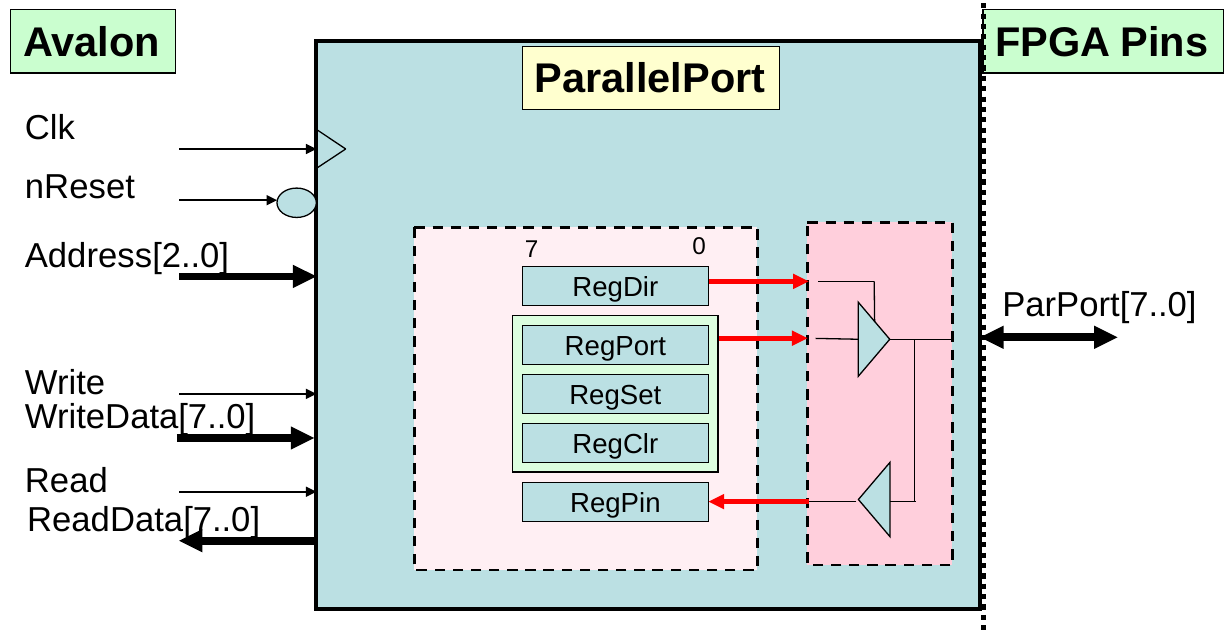 Avalon
FPGA Pins
ParallelPort
Clk
nReset
Address[2..0]
7
0
RegDir
RegPort
ParPort[7..0]
Write
RegSet
WriteData[7..0]
RegClr
Read
RegPin
ReadData[7..0]